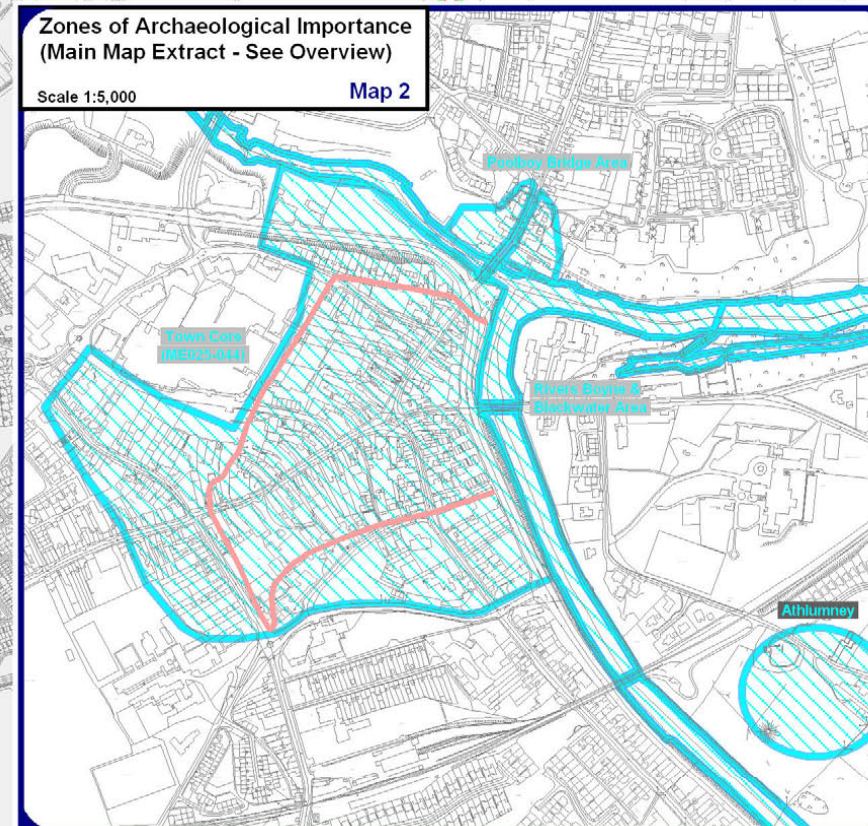 Zones of Archaeological Importance
(Main Map Extract - See Overview)
Scale 1:5,000
Map 2
Poolboy Bridge Area
Town Core
(ME025-044)
Rivers Boyne &
Blackwater Area
Athlumney